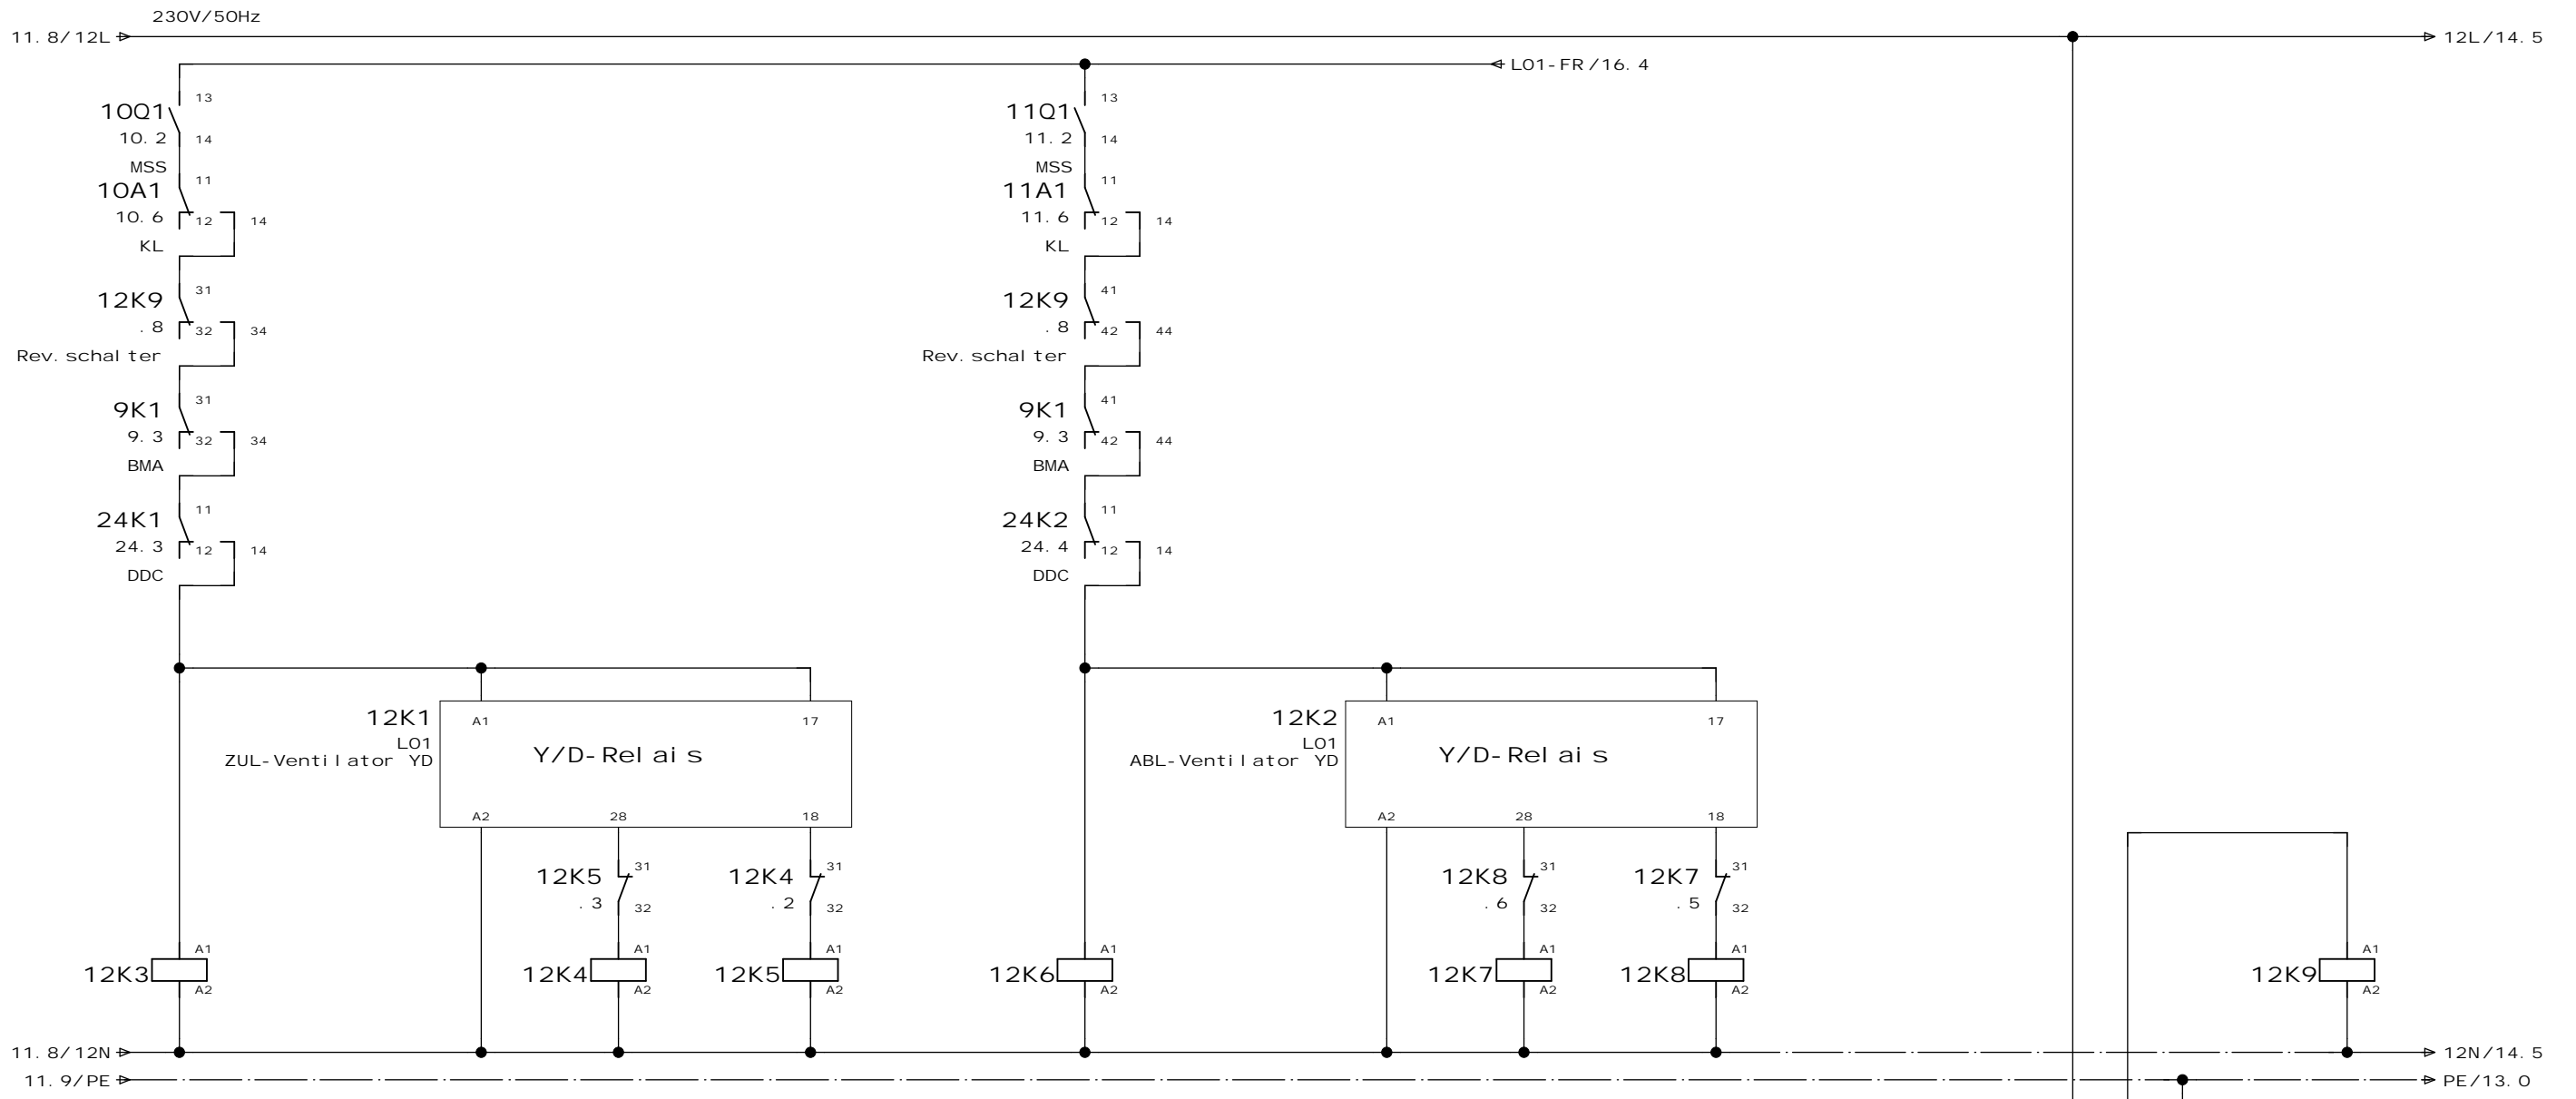 230V/50Hz
11.8/12L
12L/14.5
L01-FR/16.4
10Q1
10.2
MSS
13
14
10A1
10.6
KL
11
12
14
12K9
.8
Rev.schalter
31
32
34
9K1
9.3
BMA
31
32
34
24K1
24.3
DDC
11
12
14
11Q1
11.2
MSS
13
14
11A1
11.6
KL
11
12
14
12K9
.8
Rev.schalter
41
42
44
9K1
9.3
BMA
41
42
44
24K2
24.4
DDC
11
12
14
12K1
L01
ZUL-Ventilator YD
A1
17
Y/D-Relais
A2
28
18
12K2
L01
ABL-Ventilator YD
A1
17
Y/D-Relais
A2
28
18
12K5
.3
31
32
12K4
.2
31
32
12K8
.6
31
32
12K7
.5
31
32
12K3
A1
A2
12K4
A1
A2
12K5
A1
A2
12K6
A1
A2
12K7
A1
A2
12K8
A1
A2
12K9
A1
A2
11.8/12N
12N/14.5
11.9/PE
PE/13.0